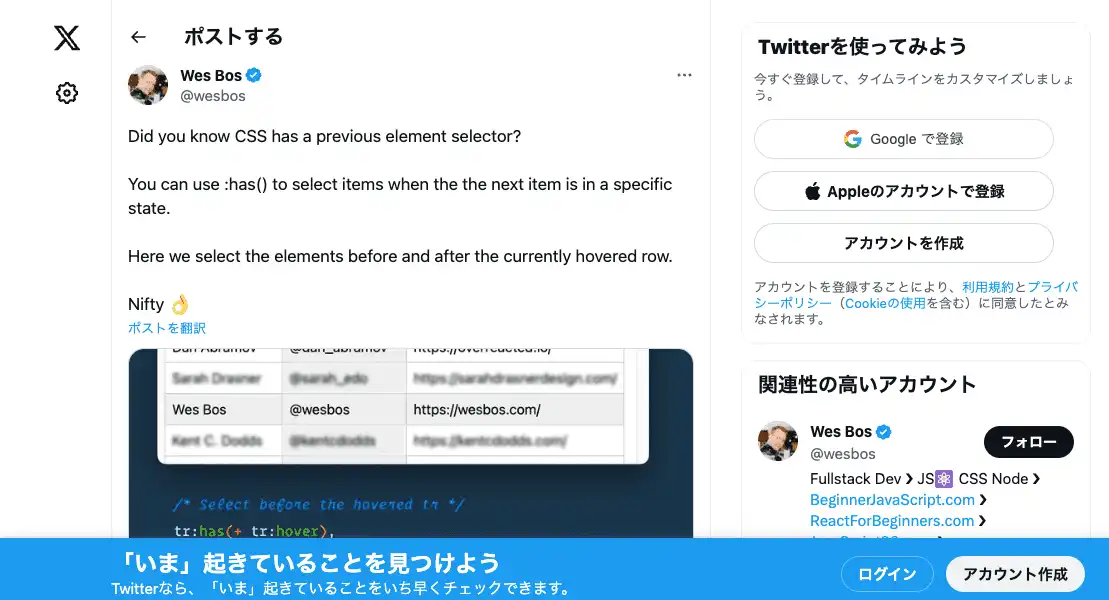 ポストする
Wes Bos
@wesbos
Did you know CSS has a previous element selector?
You can use :has() to select items when the the next item is in a specific
state.
Here we select the elements before and after the currently hovered row.
Nifty 👌
ポストを翻訳
Dan Abramov @dan_abramov https://overreacted.io/
Sarah Drasner @sarah_edo https://sarahdrasnerdesign.com/
Wes Bos @wesbos https://wesbos.com/
Kent C. Dodds @kentcdodds https://kentcdodds.com/
/* Select before the hovered tr */
tr:has(+ tr:hover),
Twitterを使ってみよう
今すぐ登録して、タイムラインをカスタマイズしましょ
う。
Google で登録
Appleのアカウントで登録
アカウントを作成
アカウントを登録することにより、利用規約とプライバ
シーポリシー（Cookieの使用を含む）に同意したとみ
なされます。
関連性の高いアカウント
Wes Bos
@wesbos
フォロー
Fullstack Dev ❯ JS⚛️ CSS Node ❯
BeginnerJavaScript.com ❯
ReactForBeginners.com ❯
「いま」起きていることを見つけよう
Twitterなら、「いま」起きていることをいち早くチェックできます。
ログイン
アカウント作成